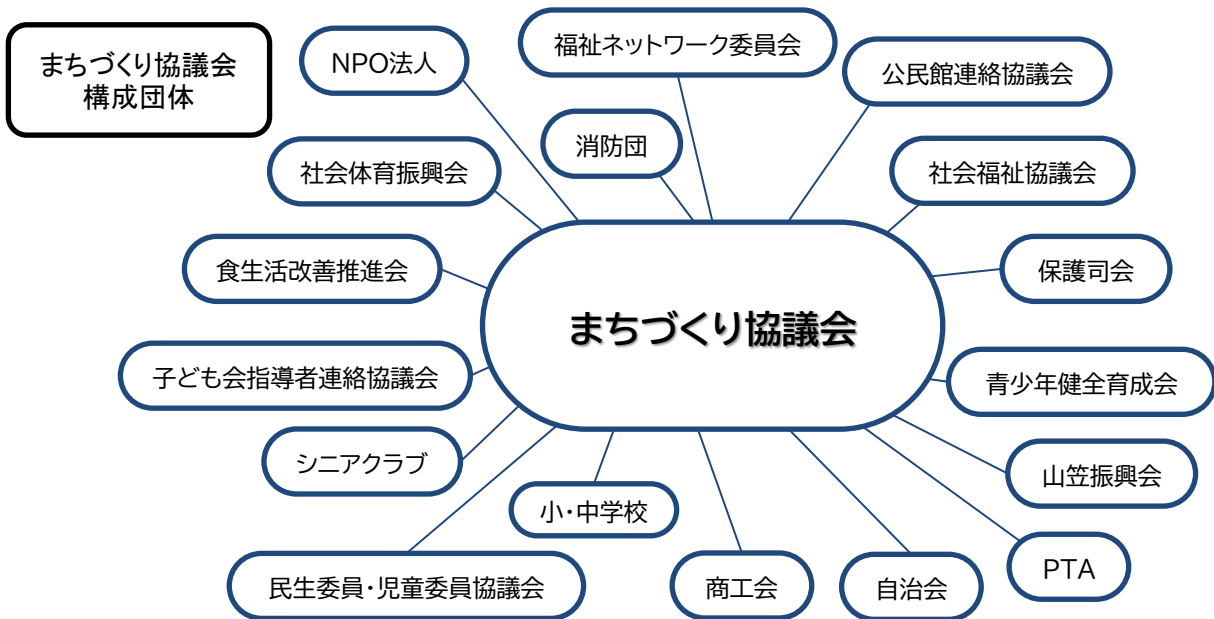 まちづくり協議会
構成団体
NPO法人
福祉ネットワーク委員会
公民館連絡協議会
消防団
社会体育振興会
社会福祉協議会
食生活改善推進会
保護司会
まちづくり協議会
子ども会指導者連絡協議会
青少年健全育成会
シニアクラブ
山笠振興会
小・中学校
PTA
民生委員・児童委員協議会
商工会
自治会